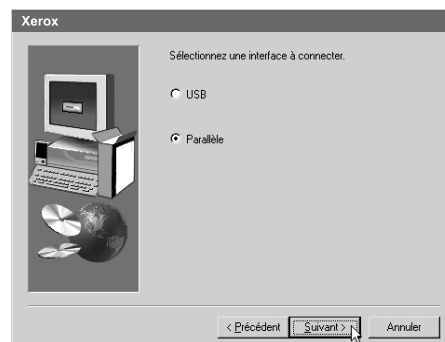 Xerox
Sélectionnez une interface à connecter.
USB
Parallèle
< Précédent Suivant > Annuler